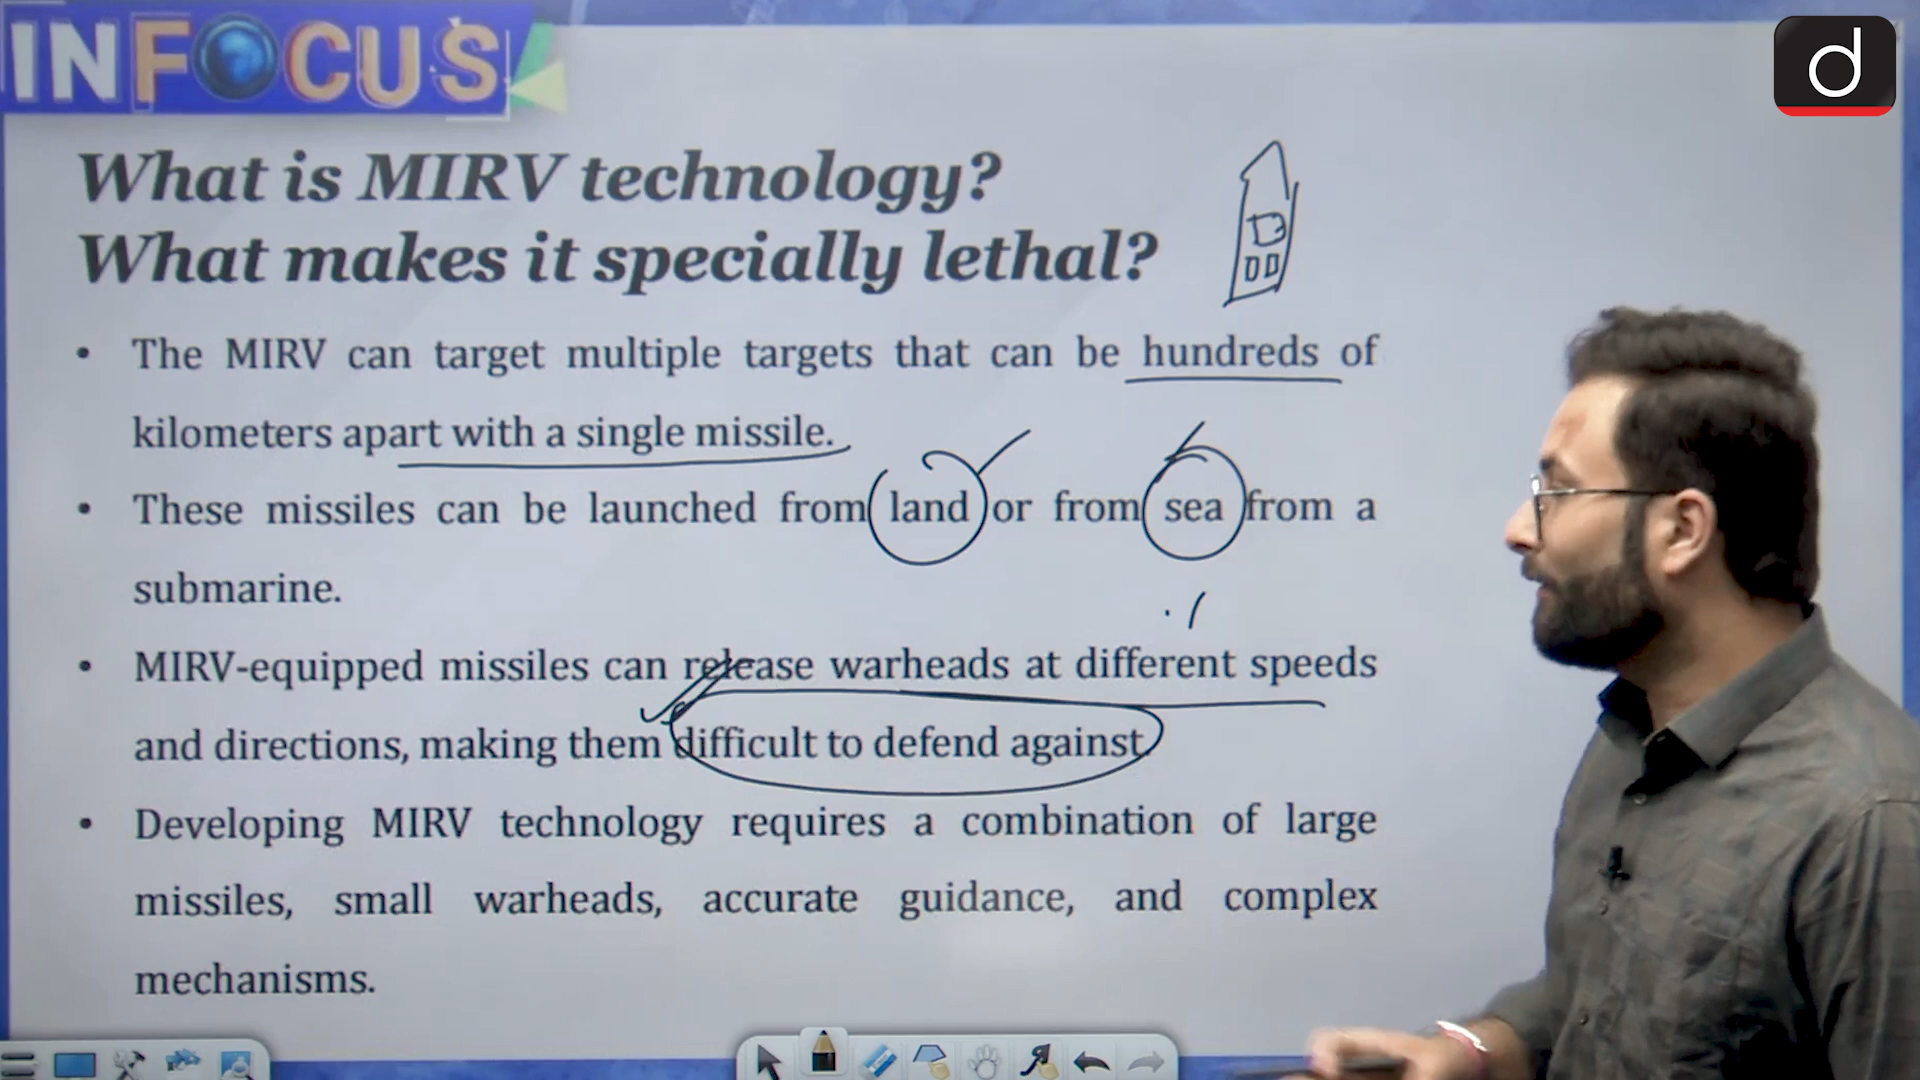 INFOCUS
d
What is MIRV technology?
What makes it specially lethal?
• The MIRV can target multiple targets that can be hundreds of
kilometers apart with a single missile.
• These missiles can be launched from land or from sea from a
submarine.
• MIRV-equipped missiles can release warheads at different speeds
and directions, making them difficult to defend against.
• Developing MIRV technology requires a combination of large
missiles, small warheads, accurate guidance, and complex
mechanisms.